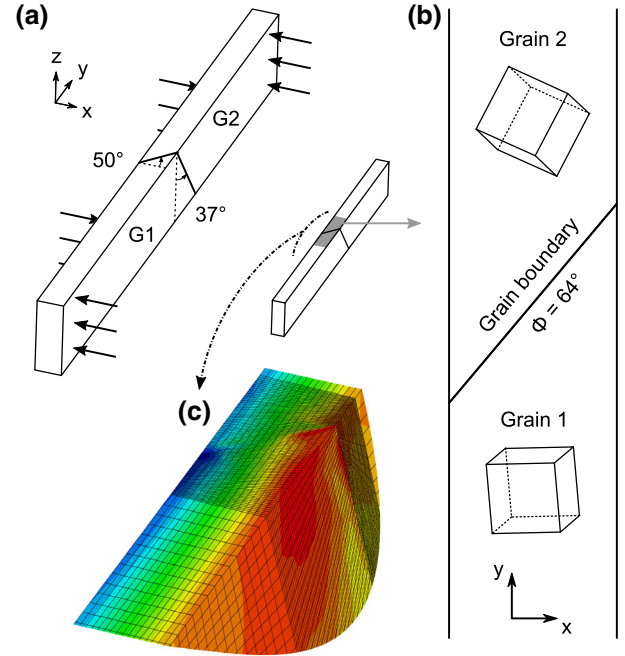 (a)
z
y
x
G2
50°
37°
G1
(b)
Grain 2
Grain boundary
Φ = 64°
Grain 1
y
x
(c)